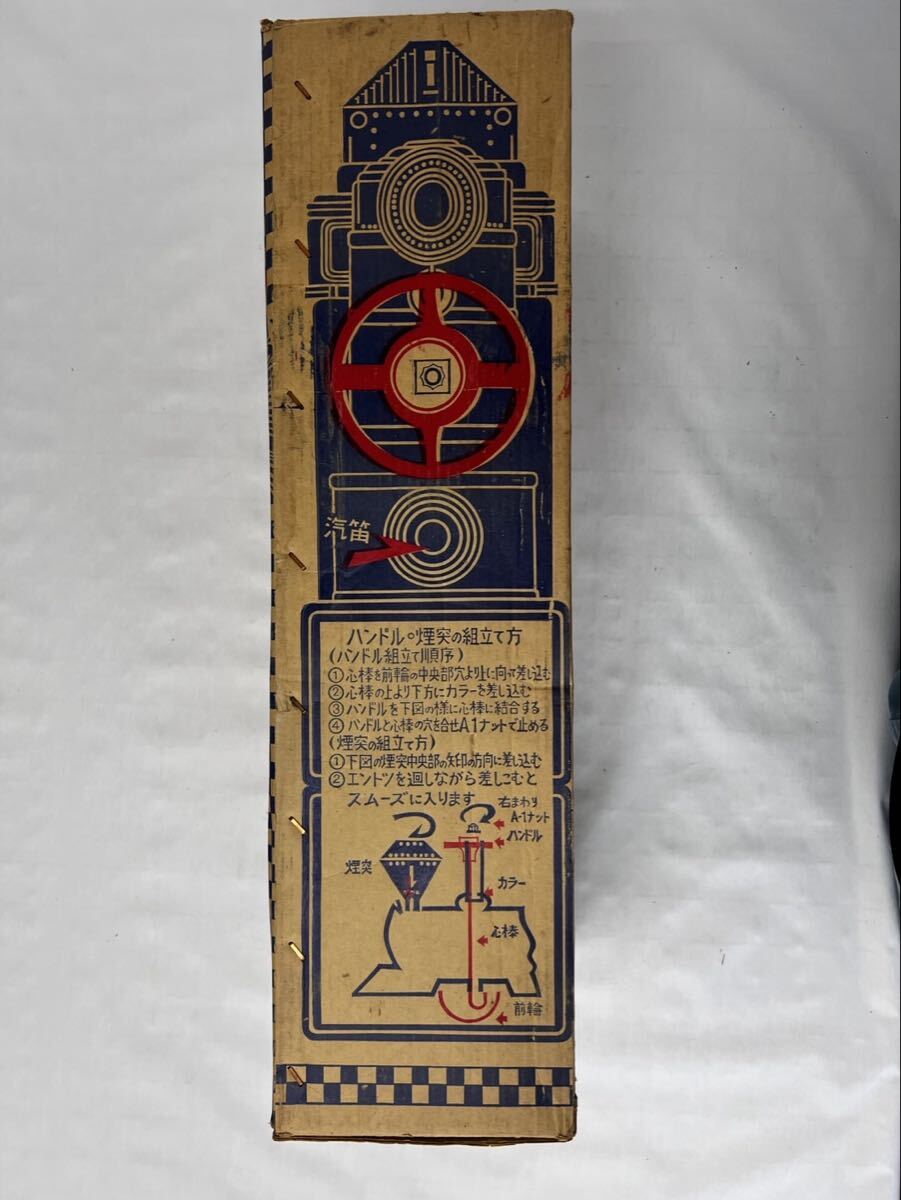 汽笛
ハンドル°煙突の組立て方
(ハンドル組立て順序)
①心棒を前輪の中央部穴より上に向って差し込む
②心棒の上より下方にカラーを差し込む
③ハンドルを下図の様に心棒に結合する
④ハンドルと心棒の穴を合せA1ナットで止める
(煙突の組立て方)
①下図の煙突中央部の矢印の方向に差し込む
②エントツを廻しながら差しこむと
スムーズに入ります
右まわり
A-1ナット
ハンドル
煙突
カラー
心棒
前輪